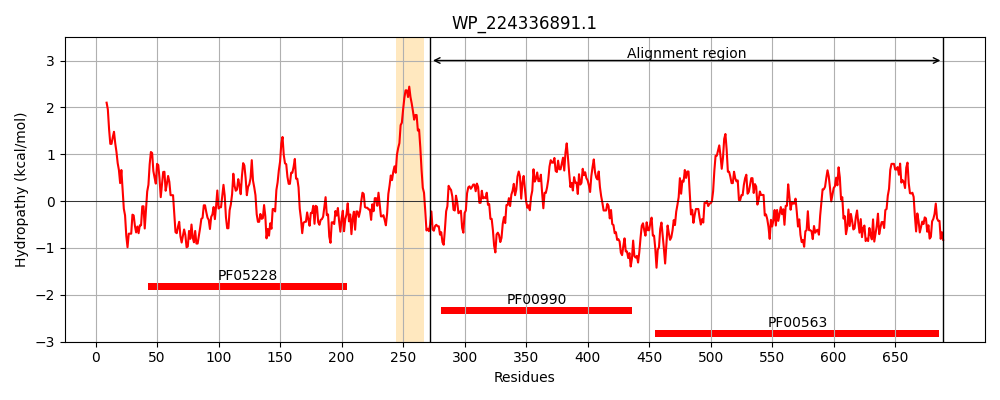 WP_224336891.1
Alignment region
3
2
1
0
−1
−2
−3
Hydropathy (kcal/mol)
PF05228
PF00990
PF00563
0 50 100 150 200 250 300 350 400 450 500 550 600 650
Residues